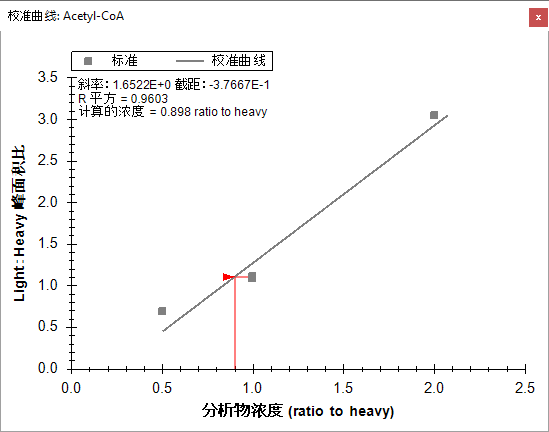 校准曲线: Acetyl-CoA
x
标准 校准曲线
斜率: 1.6522E+0 截距: -3.7667E-1
R 平方 = 0.9603
计算的浓度 = 0.898 ratio to heavy
3.5
3.0
2.5
2.0
1.5
1.0
0.5
0.0
Light: Heavy 峰面积比
0.0 0.5 1.0 1.5 2.0 2.5
分析物浓度 (ratio to heavy)